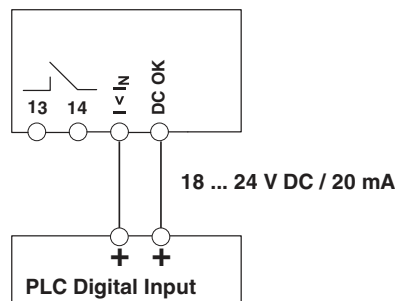 I < IN
DC OK
13 14
18 ... 24 V DC / 20 mA
+ +
PLC Digital Input